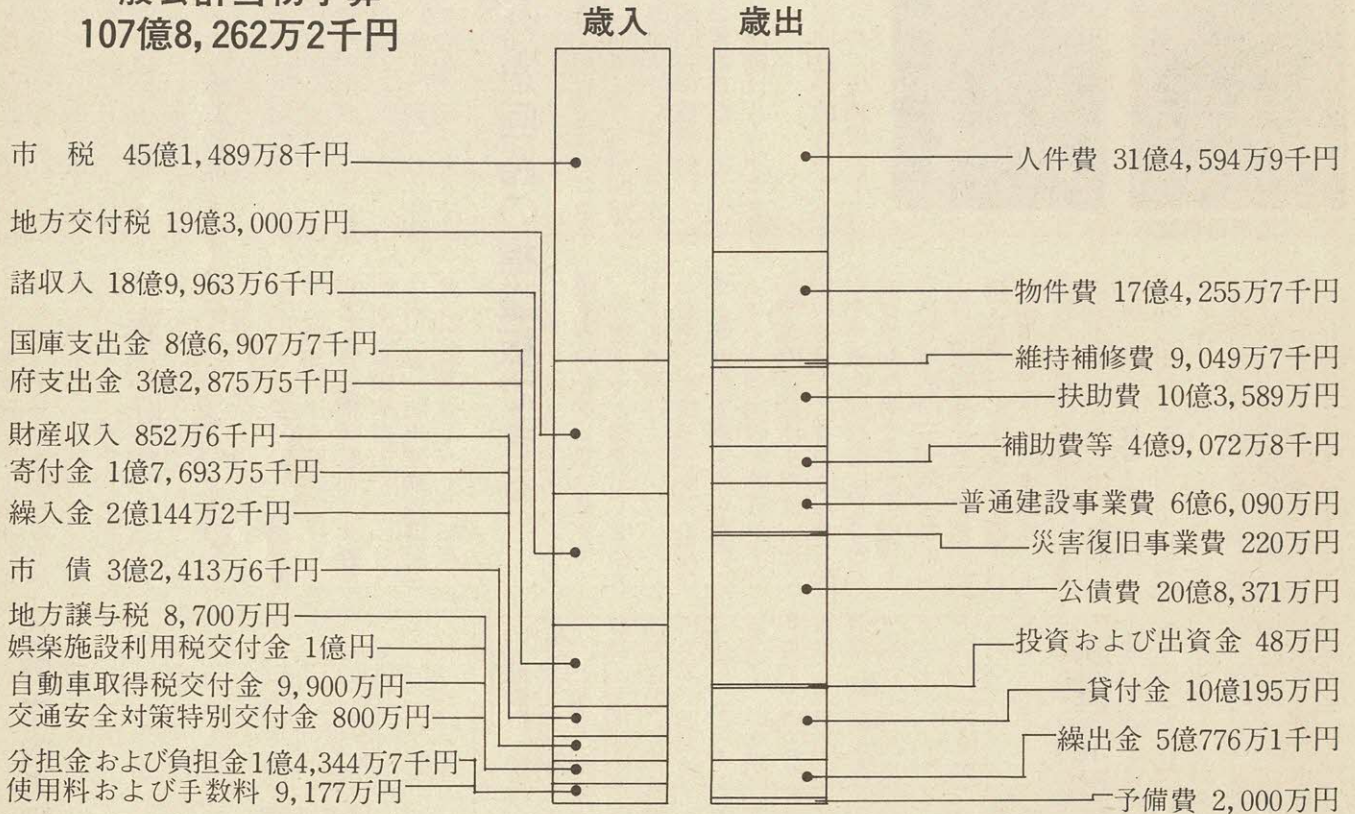 一般会計当初予算
107億8,262万2千円
歳入
歳出
市　税　45億1,489万8千円
地方交付税 19億3,000万円
諸収入 18億9,963万6千円
国庫支出金 8億6,907万7千円
府支出金 3億2,875万5千円
財産収入 852万6千円
寄付金 1億7,693万5千円
繰入金 2億144万2千円
市　債 3億2,413万6千円
地方譲与税 8,700万円
娯楽施設利用税交付金 1億円
自動車取得税交付金 9,900万円
交通安全対策特別交付金 800万円
分担金および負担金1億4,344万7千円
使用料および手数料 9,177万円
人件費 31億4,594万9千円
物件費 17億4,255万7千円
維持補修費 9,049万7千円
扶助費 10億3,589万円
補助費等 4億9,072万8千円
普通建設事業費 6億6,090万円
災害復旧事業費 220万円
公債費 20億8,371万円
投資および出資金 48万円
貸付金 10億195万円
繰出金 5億776万1千円
予備費 2,000万円